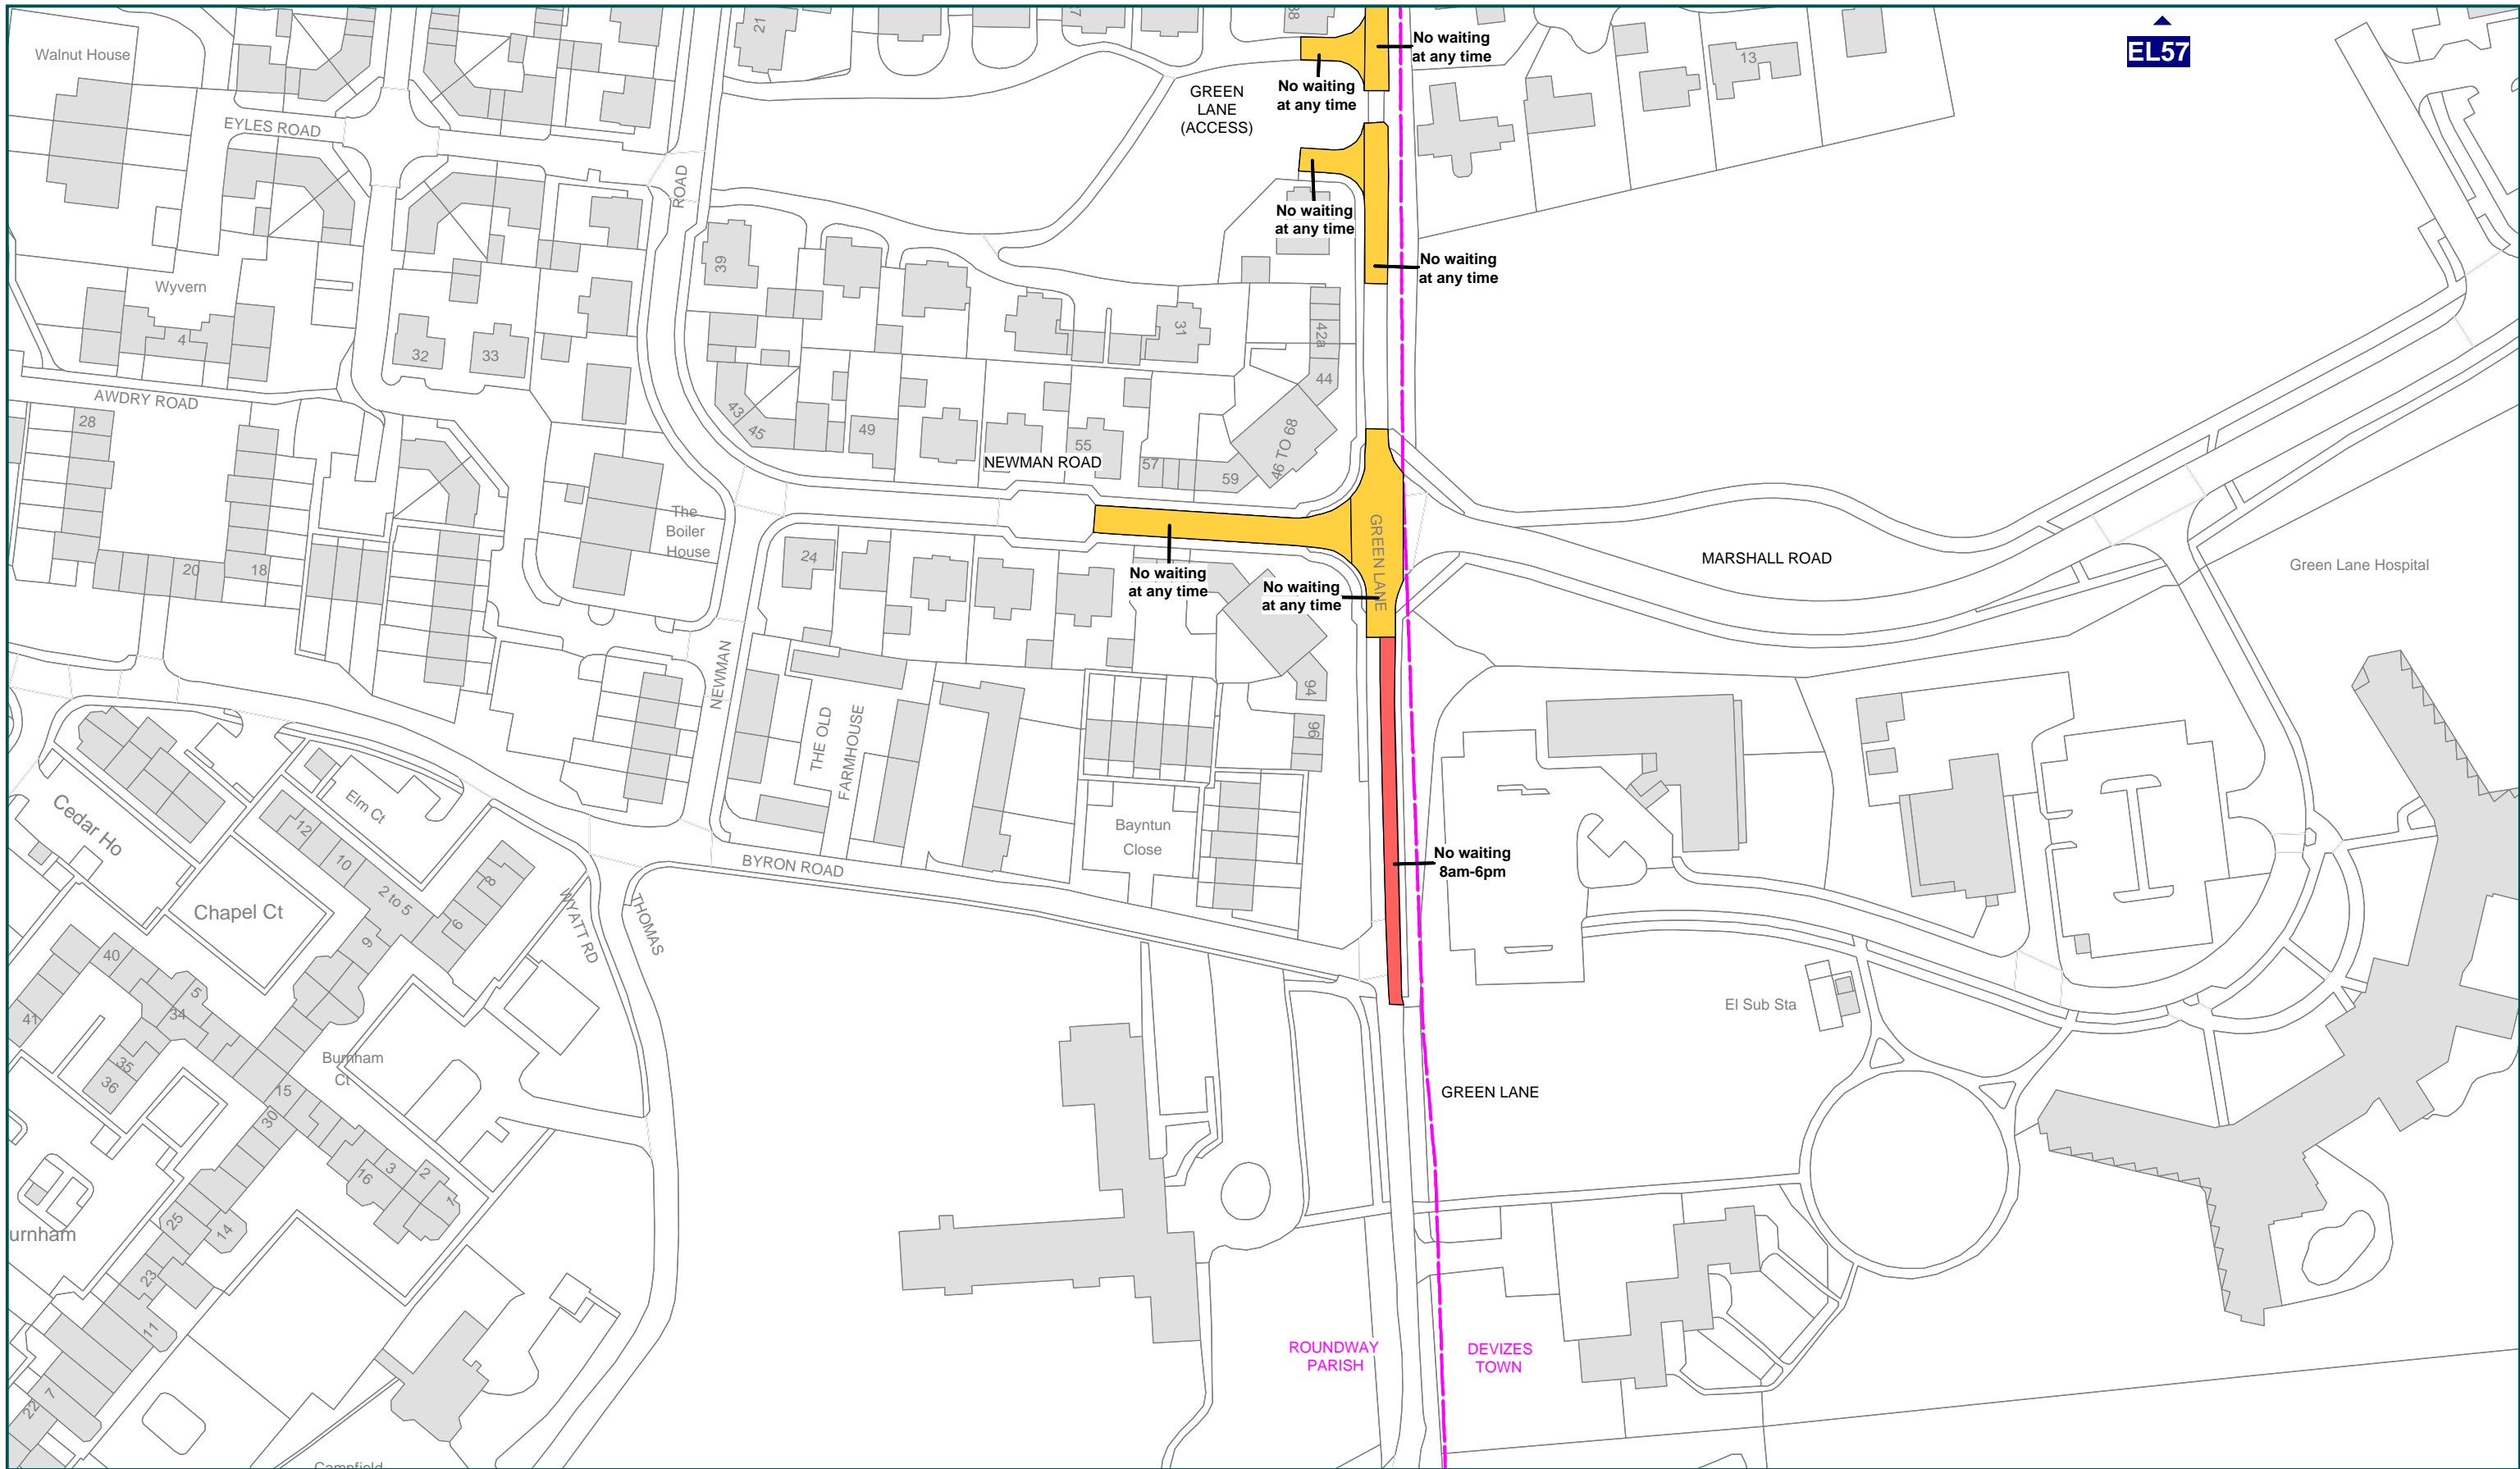 EL57
Walnut House
21
38
No waiting
at any time
13
No waiting
at any time
GREEN
LANE
(ACCESS)
EYLES ROAD
ROAD
No waiting
at any time
No waiting
at any time
39
Wyvern
4
32
33
31
42a
44
AWDRY ROAD
28
43
45
49
55
57
59
46 TO 68
NEWMAN ROAD
The
Boiler
House
20
18
24
No waiting
at any time
No waiting
at any time
GREEN LANE
MARSHALL ROAD
Green Lane Hospital
NEWMAN
94
96
THE OLD
FARMHOUSE
Cedar Ho
Elm Ct
12
10
2 to 5
8
6
9
Chapel Ct
BYRON ROAD
Bayntun
Close
No waiting
8am-6pm
WYATT RD
THOMAS
40
5
34
41
35
36
El Sub Sta
Burnham
Ct
15
30
GREEN LANE
16
3
2
1
25
14
urnham
23
11
7
22
ROUNDWAY
PARISH
DEVIZES
TOWN
Campfield